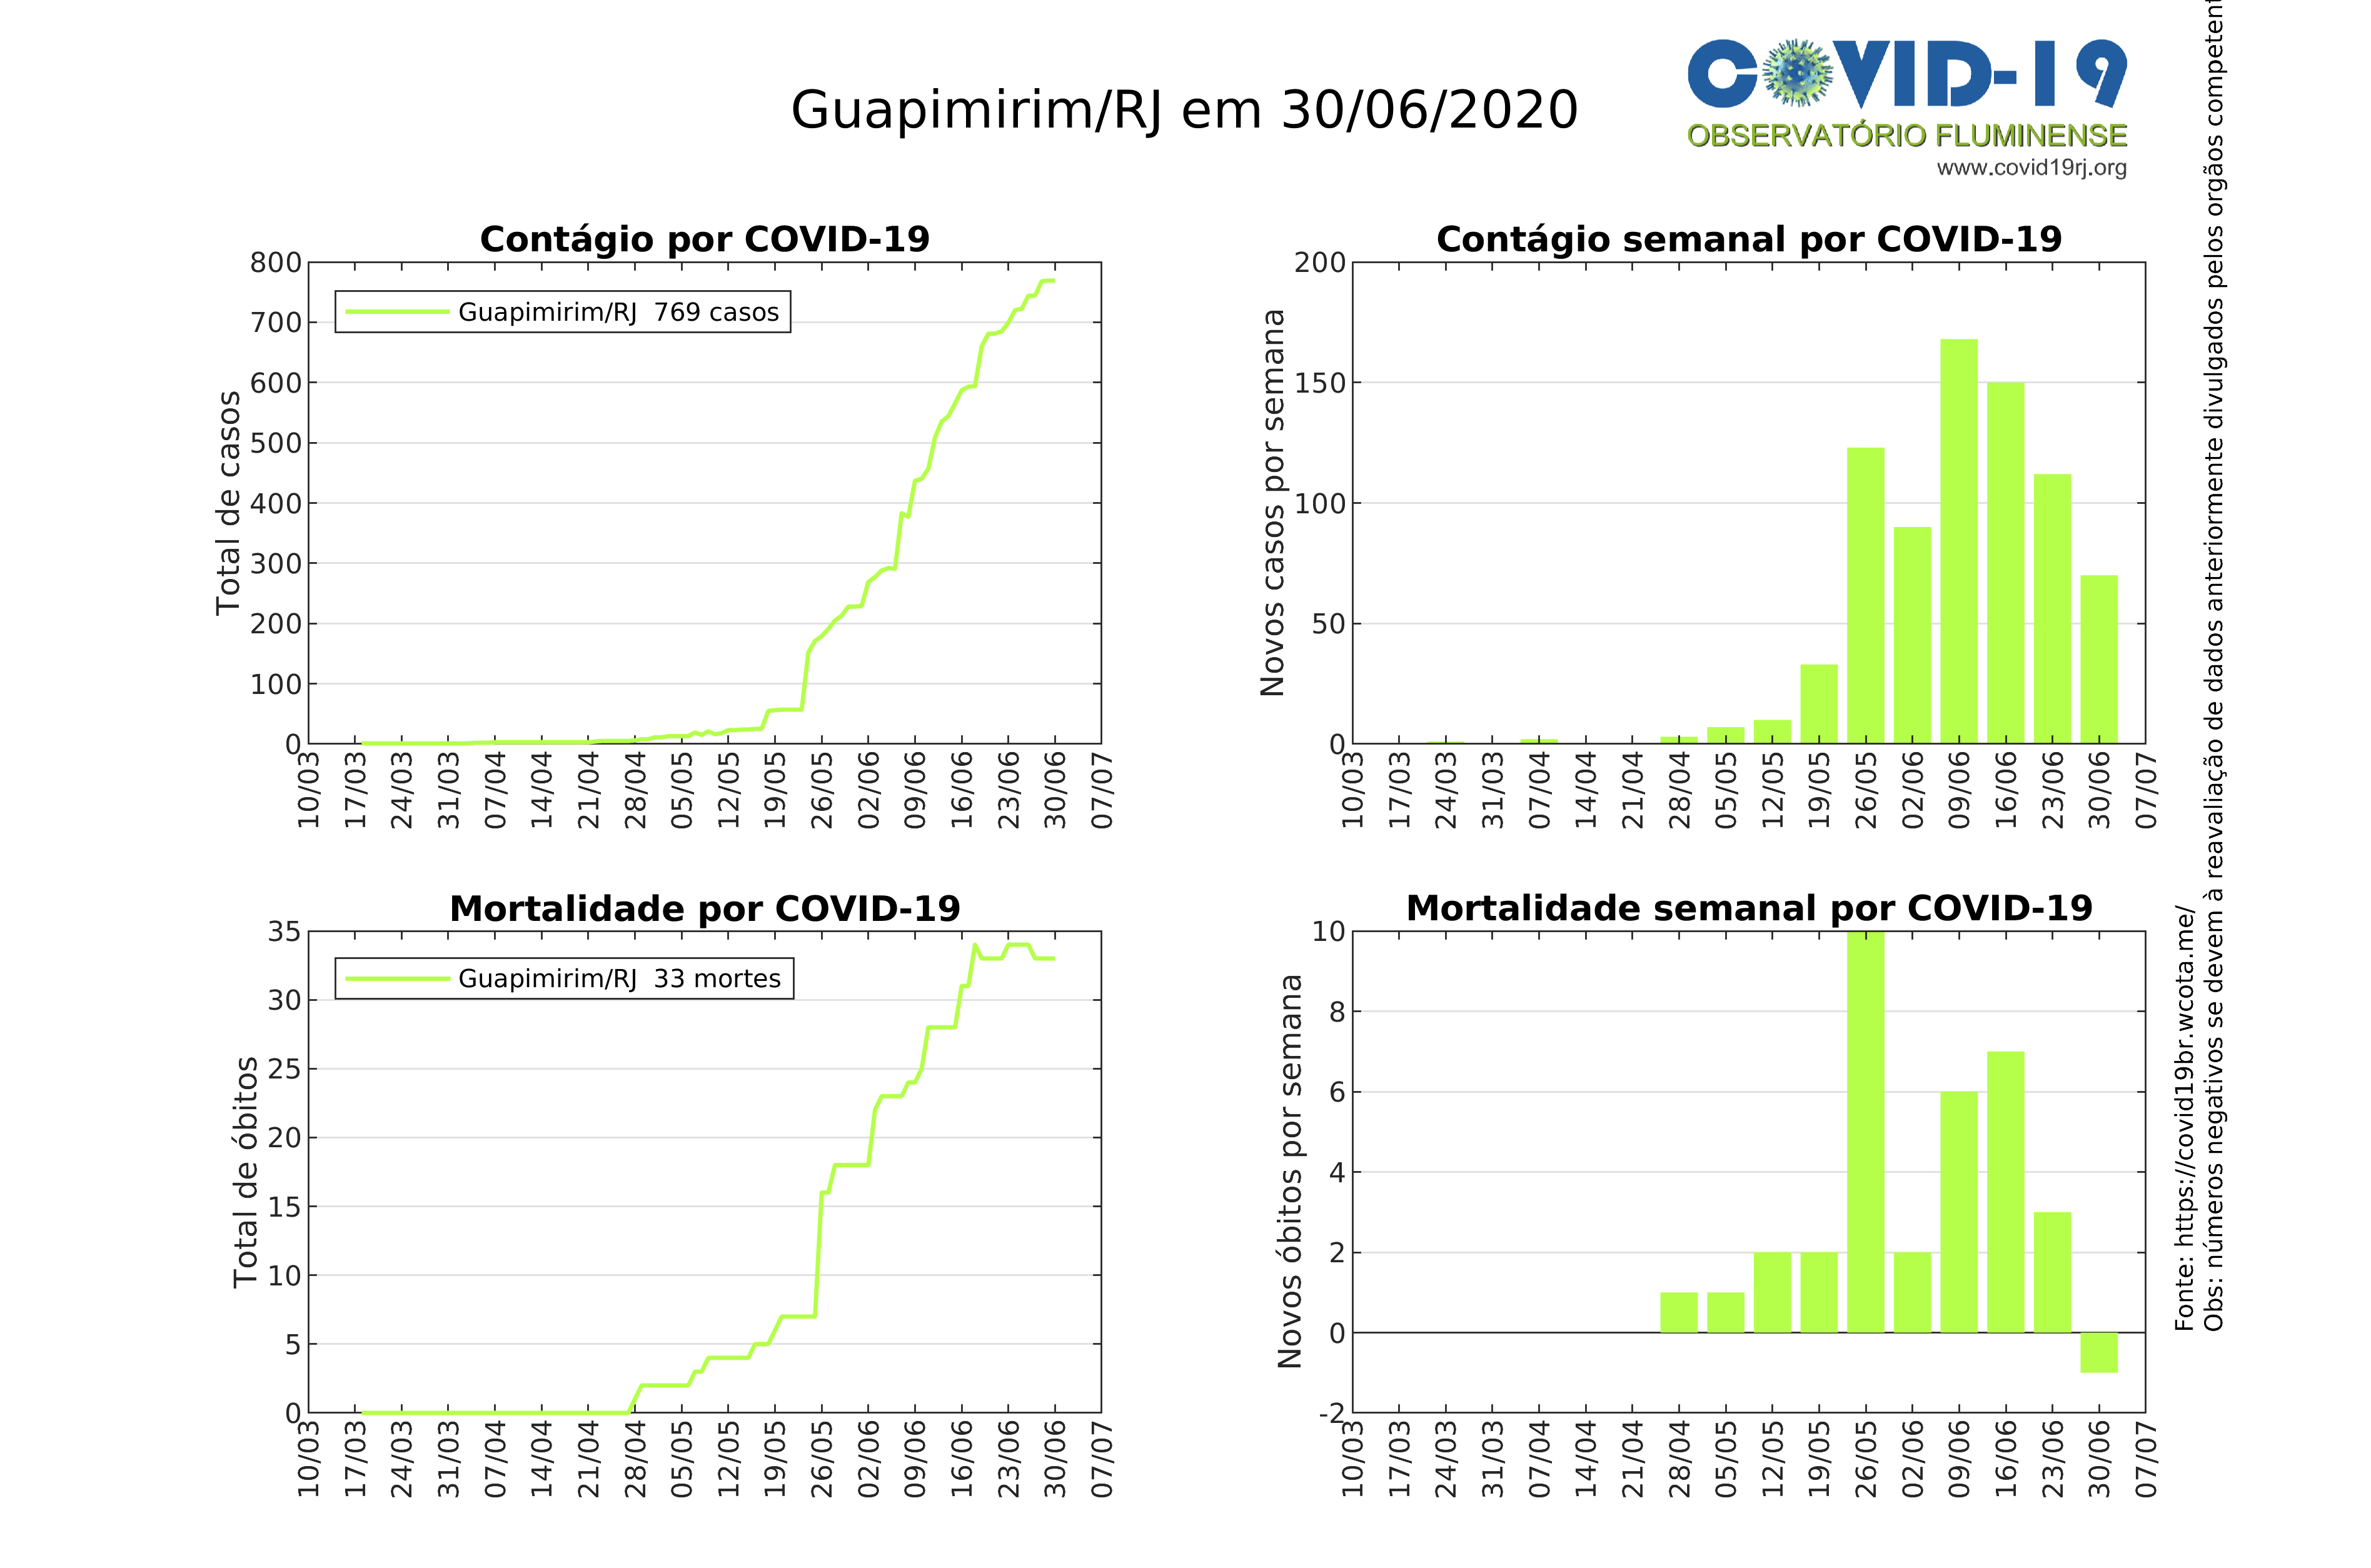 Guapimirim/RJ em 30/06/2020
COVID-19
OBSERVATÓRIO FLUMINENSE
www.covid19rj.org
Contágio por COVID-19
Total de casos
800
700
600
500
400
300
200
100
0
Guapimirim/RJ 769 casos
10/03 17/03 24/03 31/03 07/04 14/04 21/04 28/04 05/05 12/05 19/05 26/05 02/06 09/06 16/06 23/06 30/06 07/07
Contágio semanal por COVID-19
Novos casos por semana
200
150
100
50
0
10/03 17/03 24/03 31/03 07/04 14/04 21/04 28/04 05/05 12/05 19/05 26/05 02/06 09/06 16/06 23/06 30/06 07/07
Mortalidade por COVID-19
Total de óbitos
35
30
25
20
15
10
5
0
Guapimirim/RJ 33 mortes
10/03 17/03 24/03 31/03 07/04 14/04 21/04 28/04 05/05 12/05 19/05 26/05 02/06 09/06 16/06 23/06 30/06 07/07
Mortalidade semanal por COVID-19
Novos óbitos por semana
10
8
6
4
2
0
-2
10/03 17/03 24/03 31/03 07/04 14/04 21/04 28/04 05/05 12/05 19/05 26/05 02/06 09/06 16/06 23/06 30/06 07/07
Fonte: https://covid19br.wcota.me/
Obs: números negativos se devem à reavaliação de dados anteriormente divulgados pelos orgãos competent